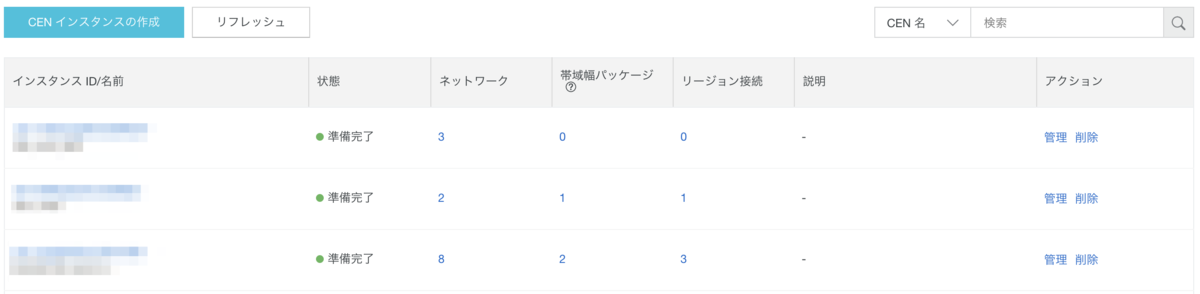 CEN インスタンスの作成 リフレッシュ CEN 名 検索
インスタンス ID/名前 状態 ネットワーク 帯域幅パッケージ ? リージョン接続 説明 アクション
準備完了 3 0 0 - 管理 削除
準備完了 2 1 1 - 管理 削除
準備完了 8 2 3 - 管理 削除